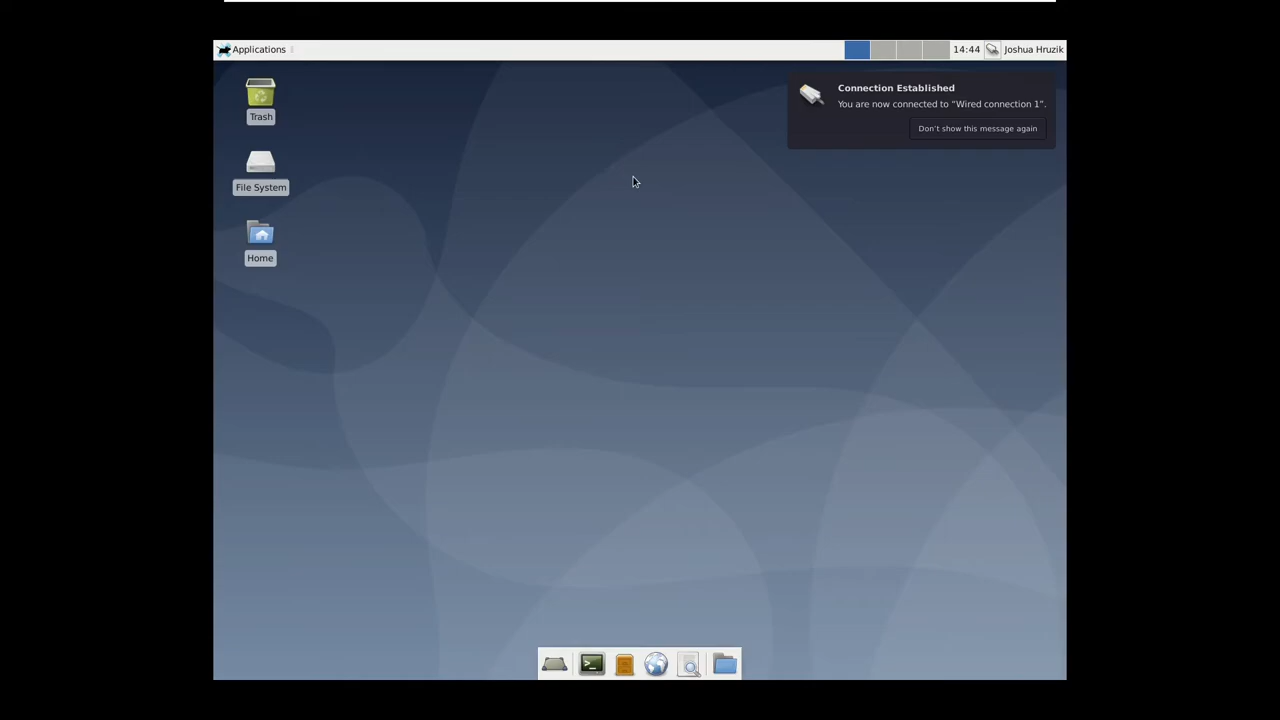 Applications
14:44
Joshua Hruzik
Connection Established
You are now connected to “Wired connection 1”.
Don’t show this message again
Trash
File System
Home